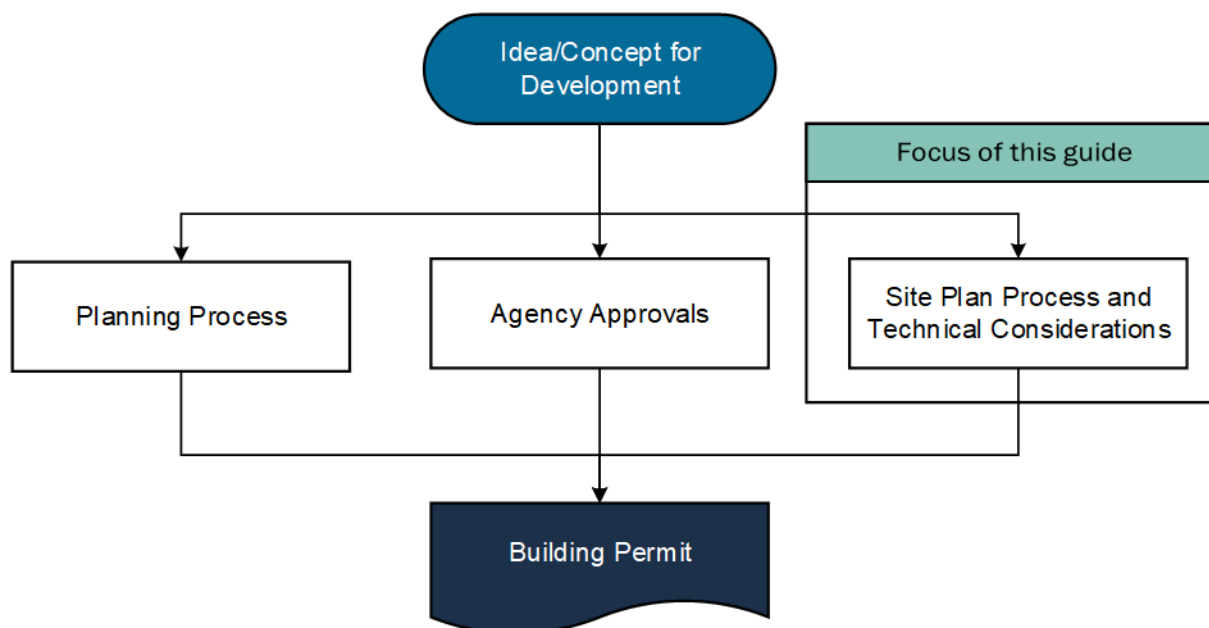 Idea/Concept for
Development
Focus of this guide
Planning Process
Agency Approvals
Site Plan Process and
Technical Considerations
Building Permit